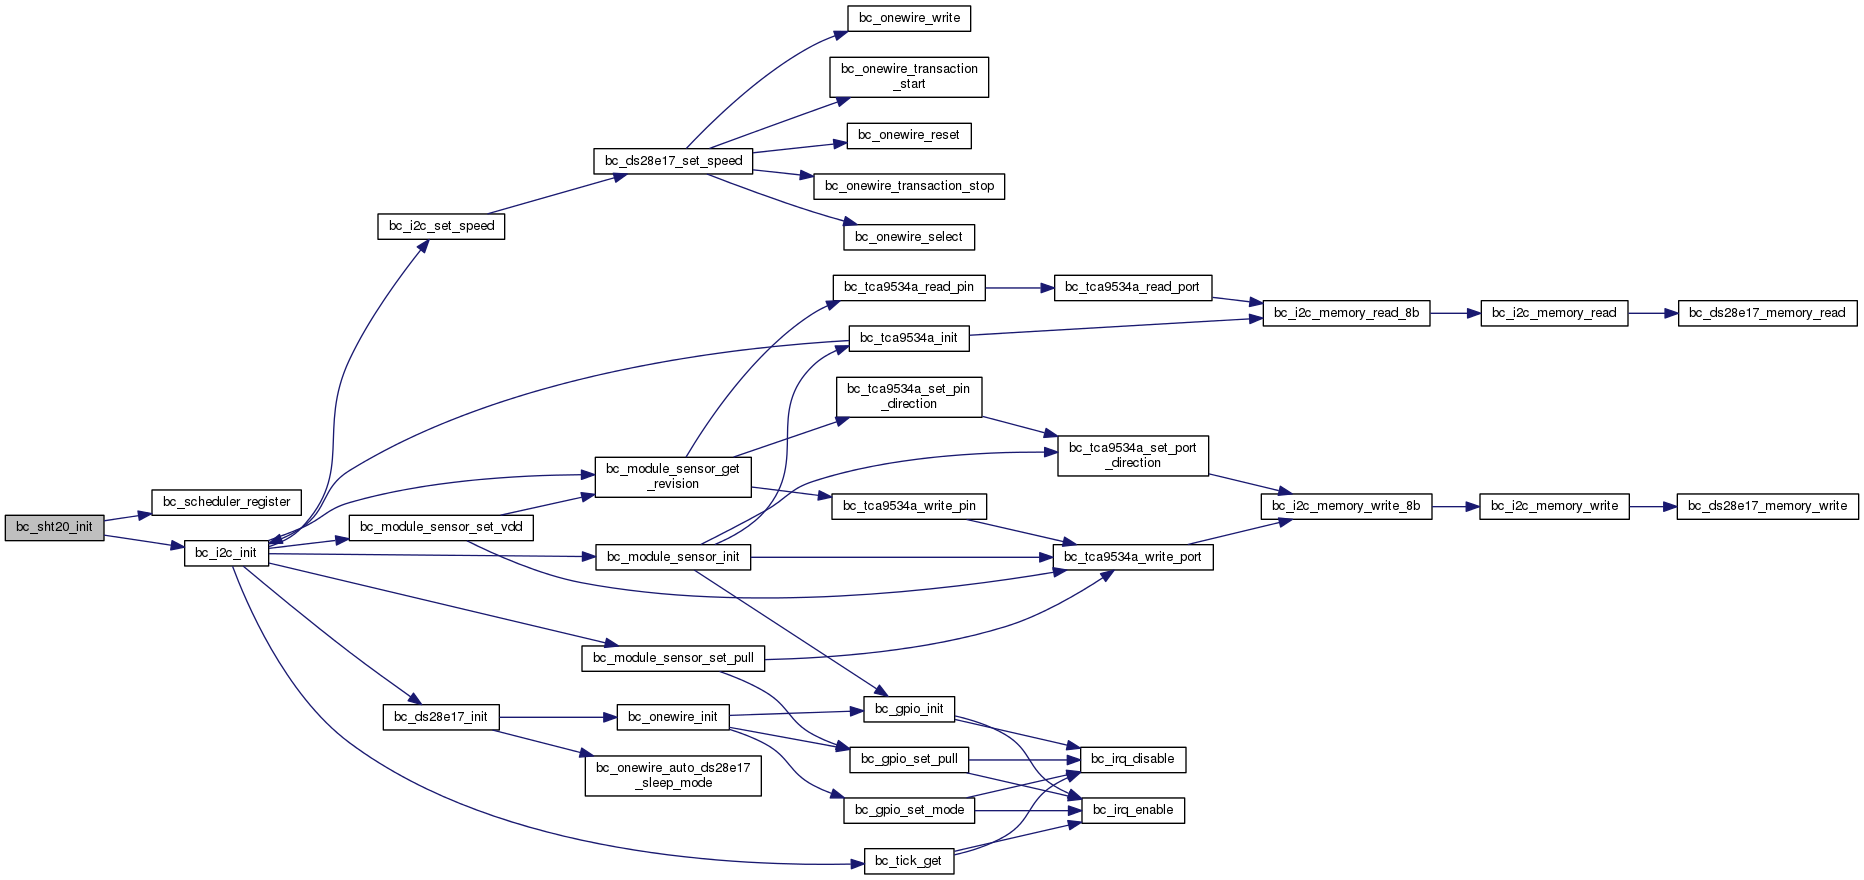 bc_onewire_write
bc_onewire_transaction
_start
bc_onewire_reset
bc_ds28e17_set_speed
bc_onewire_transaction_stop
bc_i2c_set_speed
bc_onewire_select
bc_tca9534a_read_pin
bc_tca9534a_read_port
bc_i2c_memory_read_8b
bc_i2c_memory_read
bc_ds28e17_memory_read
bc_tca9534a_init
bc_tca9534a_set_pin
_direction
bc_tca9534a_set_port
_direction
bc_module_sensor_get
_revision
bc_scheduler_register
bc_tca9534a_write_pin
bc_i2c_memory_write_8b
bc_i2c_memory_write
bc_ds28e17_memory_write
bc_sht20_init
bc_module_sensor_set_vdd
bc_i2c_init
bc_module_sensor_init
bc_tca9534a_write_port
bc_module_sensor_set_pull
bc_gpio_init
bc_ds28e17_init
bc_onewire_init
bc_gpio_set_pull
bc_irq_disable
bc_onewire_auto_ds28e17
_sleep_mode
bc_gpio_set_mode
bc_irq_enable
bc_tick_get